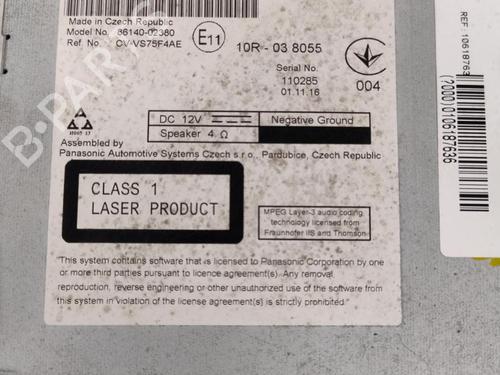 Made in Czech Republic
Model No. 86140-02380
Ref No. CV-VS75F4AE
E11
10R - 03 8055
Serial No.
110285
01.11.16
004
DC 12V
Negative Ground
Speaker 4 Ω
Assembled by
Panasonic Automotive Systems Czech s.r.o., Pardubice, Czech Republic
CLASS 1
LASER PRODUCT
MPEG Layer-3 audio coding
technology licensed from
Fraunhofer IIS and Thomson
"This system contains software that is licensed to Panasonic Corporation by one
or more third parties pursuant to licence agreement(s). Any removal,
reproduction, reverse-engineering or other unauthorized use of the software from
this system in violation of the license agreement(s) is strictly prohibited."
B-PARTS
REF: 10618763
(7000101061